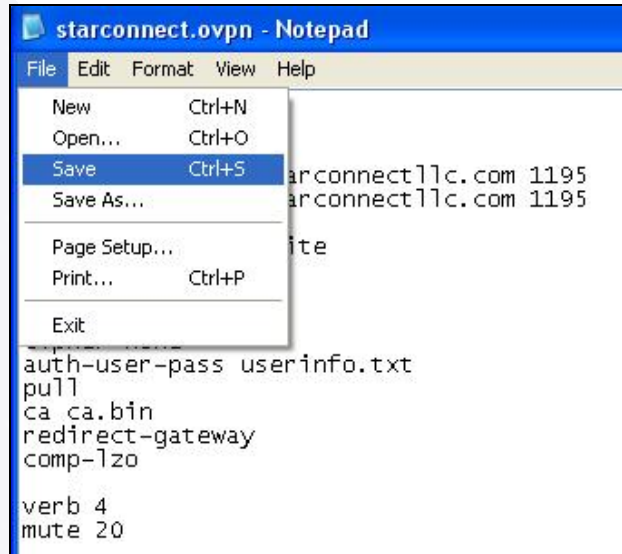 starconnect.ovpn - Notepad
File Edit Format View Help
New Ctrl+N
Open... Ctrl+O
Save Ctrl+S
Save As...
Page Setup...
Print... Ctrl+P
Exit
arconnectllc.com 1195
arconnectllc.com 1195
ite
auth-user-pass userinfo.txt
pull
ca ca.bin
redirect-gateway
comp-lzo
verb 4
mute 20